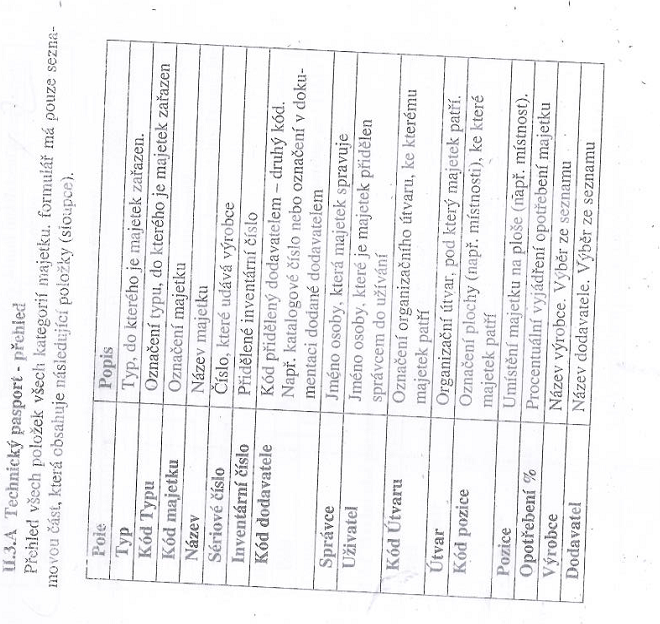 II.3.A Technický pasport - přehled
Přehled všech položek všech kategorií majetku. formulář má pouze sezna-
movou část, která obsahuje následující položky (sloupce).
Pole Popis
Typ Typ, do kterého je majetek zařazen.
Kód Typu Označení typu, do kterého je majetek zařazen
Kód majetku Označení majetku
Název Název majetku
Sériové číslo Číslo, které udává výrobce
Inventární číslo Přidělené inventární číslo
Kód dodavatele Kód přidělený dodavatelem – druhý kód.
Např. katalogové číslo nebo označení v doku-
mentaci dodané dodavatelem
Správce Jméno osoby, která majetek spravuje
Uživatel Jméno osoby, které je majetek přidělen
správcem do užívání
Kód Útvaru Označení organizačního útvaru, ke kterému
majetek patří
Útvar Organizační útvar, pod který majetek patří.
Kód pozice Označení plochy (např. místnosti), ke které
majetek patří
Pozice Umístění majetku na ploše (např. místnost).
Opotřebení % Procentuální vyjádření opotřebení majetku
Výrobce Název výrobce. Výběr ze seznamu
Dodavatel Název dodavatele. Výběr ze seznamu